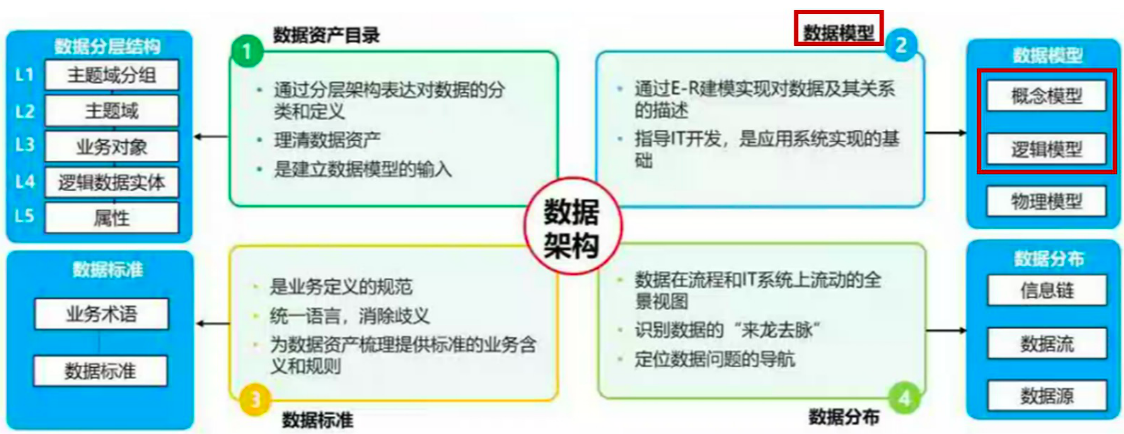 数据分层结构
L1
主题域分组
L2
主题域
L3
业务对象
L4
逻辑数据实体
L5
属性
1
数据资产目录
• 通过分层架构表达对数据的分
类和定义
• 理清数据资产
• 是建立数据模型的输入
数据模型
2
• 通过E-R建模实现对数据及其关系
的描述
• 指导IT开发，是应用系统实现的基
础
数据模型
概念模型
逻辑模型
物理模型
数据
架构
数据标准
业务术语
数据标准
• 是业务定义的规范
• 统一语言，消除歧义
• 为数据资产梳理提供标准的业务含
义和规则
3
数据标准
• 数据在流程和IT系统上流动的全
景视图
• 识别数据的“来龙去脉”
• 定位数据问题的导航
4
数据分布
数据分布
信息链
数据流
数据源